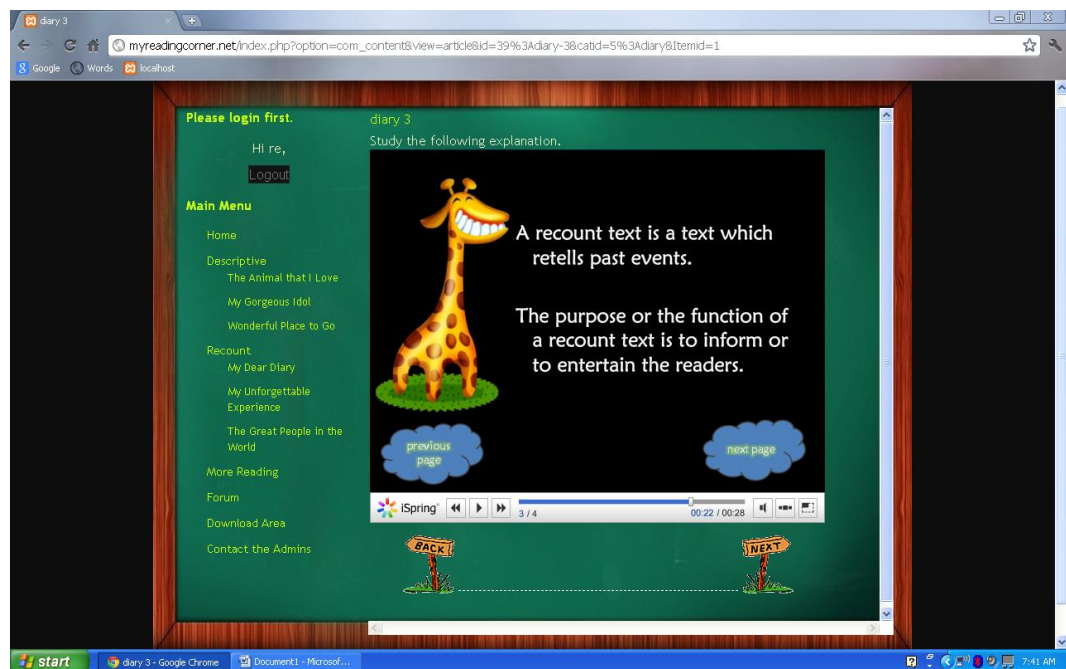 diary 3
myreadingcorner.net/index.php?option=com_content&view=article&id=39%3Adiary-3&catid=5%3Adiary&Itemid=1
Google Words localhost
Please login first.
Hi re,
Logout
Main Menu
Home
Descriptive
The Animal that I Love
My Gorgeous Idol
Wonderful Place to Go
Recount
My Dear Diary
My Unforgettable
Experience
The Great People in the
World
More Reading
Forum
Download Area
Contact the Admins
diary 3
Study the following explanation.
A recount text is a text which
retells past events.
The purpose or the function of
a recount text is to inform or
to entertain the readers.
previous
page
next page
iSpring
3 / 4
00:22 / 00:28
BACK
NEXT
start
diary 3 - Google Chrome
Document1 - Microsof...
7:41 AM